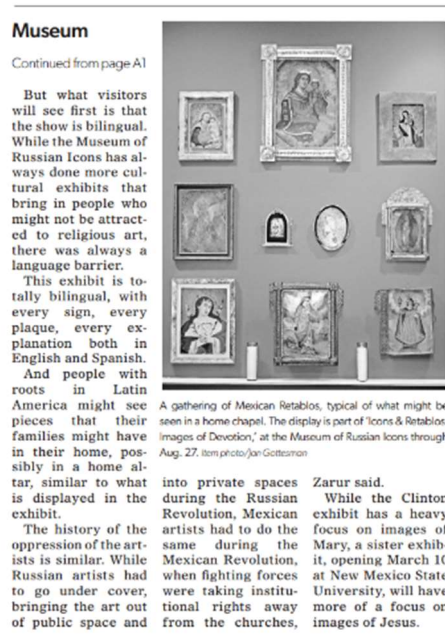 Museum
Continued from page A1
But what visitors
will see first is that
the show is bilingual.
While the Museum of
Russian Icons has al-
ways done more cul-
tural exhibits that
bring in people who
might not be attract-
ed to religious art,
there was always a
language barrier.
This exhibit is to-
tally bilingual, with
every sign, every
plaque, every ex-
planation both in
English and Spanish.
And people with
roots in Latin
America might see
pieces that their
families might have
in their home, pos-
sibly in a home al-
tar, similar to what
is displayed in the
exhibit.
The history of the
oppression of the art-
ists is similar. While
Russian artists had
to go under cover,
bringing the art out
of public space and
A gathering of Mexican Retablos, typical of what might be
seen in a home chapel. The display is part of 'Icons & Retablos
Images of Devotion,' at the Museum of Russian Icons through
Aug. 27. Item photo/Jan Gottesman
into private spaces
during the Russian
Revolution, Mexican
artists had to do the
same during the
Mexican Revolution,
when fighting forces
were taking institu-
tional rights away
from the churches,
Zarur said.
While the Clinton
exhibit has a heavy
focus on images of
Mary, a sister exhib-
it, opening March 10
at New Mexico State
University, will have
more of a focus on
images of Jesus.